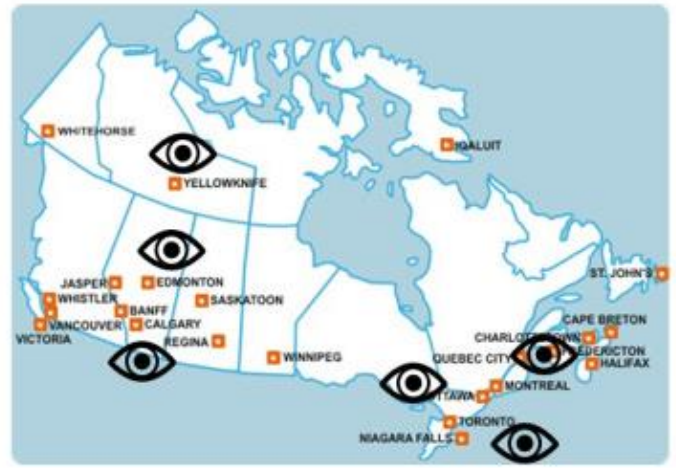 WHITEHORSE
IQALUIT
YELLOWKNIFE
ST. JOHN'S
JASPER
EDMONTON
WHISTLER
SASKATOON
BANFF
CAPE BRETON
VANCOUVER
CALGARY
VICTORIA
REGINA
WINNIPEG
QUEBEC CITY
HALIFAX
MONTREAL
TORONTO
NIAGARA FALLS